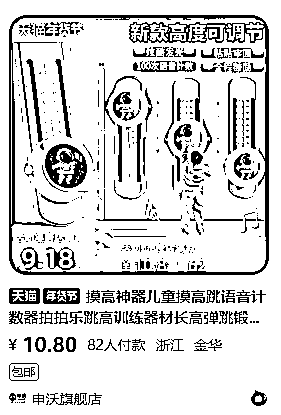 天猫年货节
新款高度可调节
9.18
天猫 年货节 摸高神器儿童摸高跳语音计
数器拍拍乐跳高训练器材长高弹跳锻...
¥ 10.80 82人付款 浙江 金华
包邮
申沃旗舰店